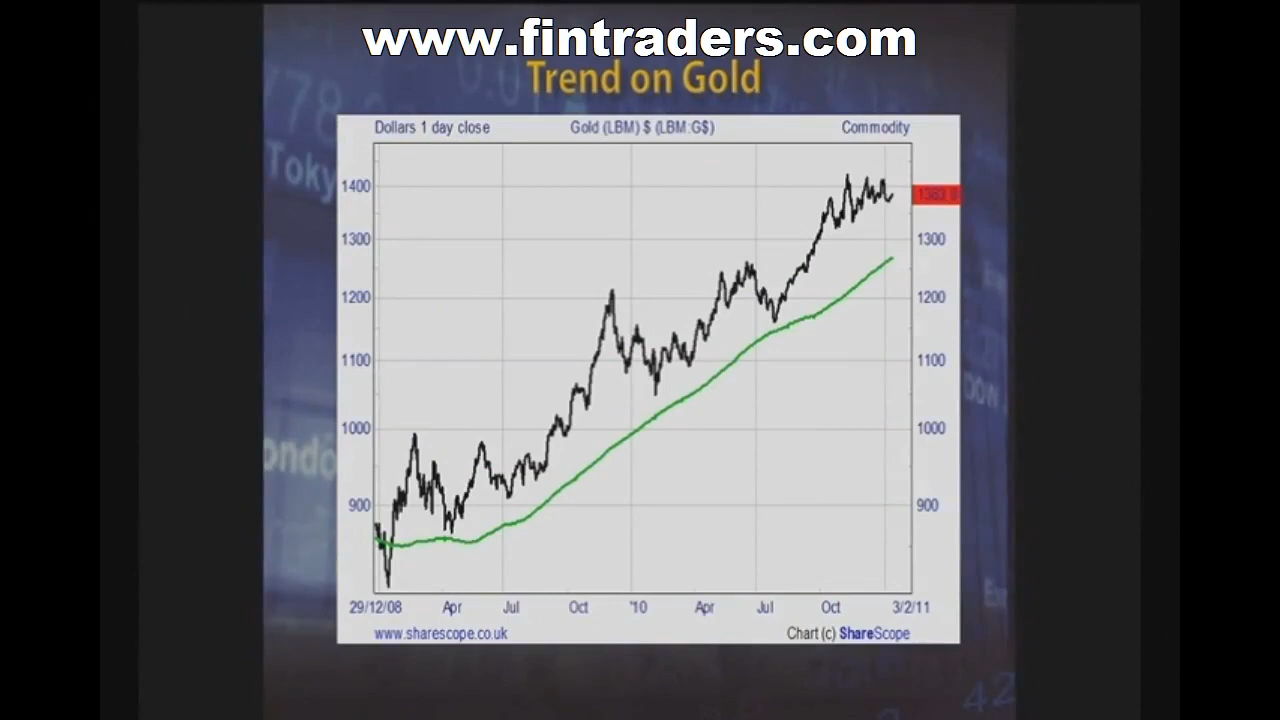 www.fintraders.com
Trend on Gold
Dollars 1 day close Gold (LBM) $ (LBM:G$) Commodity
1400
1300 1300
1200 1200
1100 1100
1000 1000
900 900
29/12/08 Apr Jul Oct '10 Apr Jul Oct 3/2/11
www.sharescope.co.uk Chart (c) ShareScope
42